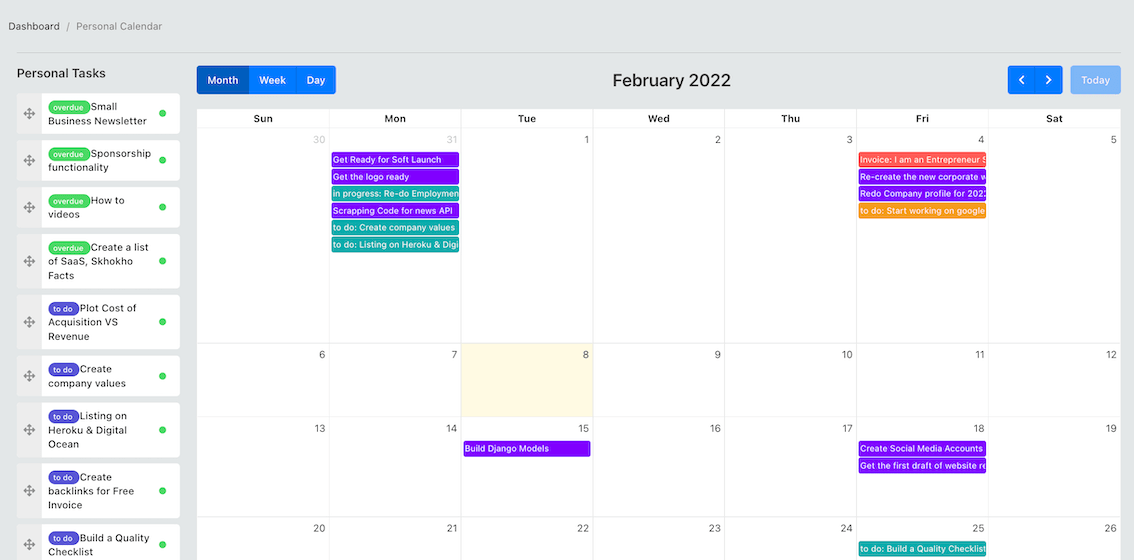 Dashboard / Personal Calendar
Personal Tasks
overdue Small
Business Newsletter
overdue Sponsorship
functionality
overdue How to
videos
overdue Create a list
of SaaS, Skhokho
Facts
to do Plot Cost of
Acquisition VS
Revenue
to do Create
company values
to do Listing on
Heroku & Digital
Ocean
to do Create
backlinks for Free
Invoice
to do Build a Quality
Checklist
Month Week Day
February 2022
Today
Sun Mon Tue Wed Thu Fri Sat
30 31 1 2 3 4 5
Get Ready for Soft Launch
Get the logo ready
in progress: Re-do Employmen
Scrapping Code for news API
to do: Create company values
to do: Listing on Heroku & Digi
Invoice: I am an Entrepreneur S
Re-create the new corporate w
Redo Company profile for 202
to do: Start working on google
6 7 8 9 10 11 12
13 14 15 16 17 18 19
Build Django Models
Create Social Media Accounts
Get the first draft of website re
20 21 22 23 24 25 26
to do: Build a Quality Checklist